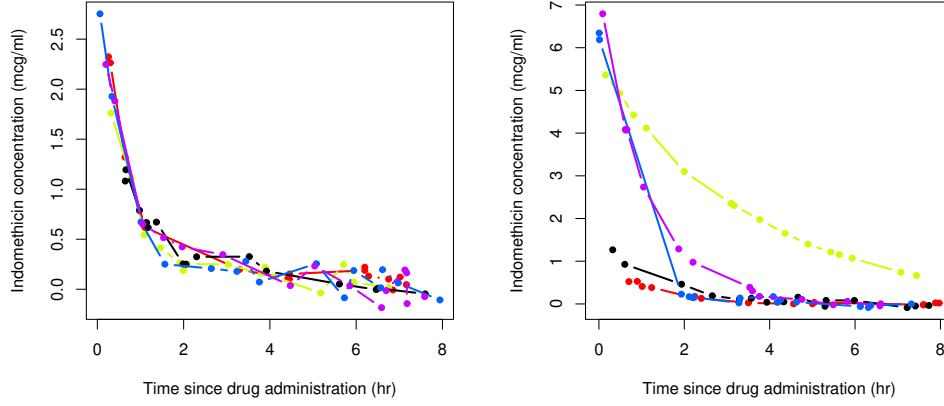 Indomethicin concentration (mcg/ml)
0.0 0.5 1.0 1.5 2.0 2.5
0 2 4 6 8
Time since drug administration (hr)
Indomethicin concentration (mcg/ml)
0 1 2 3 4 5 6 7
0 2 4 6 8
Time since drug administration (hr)